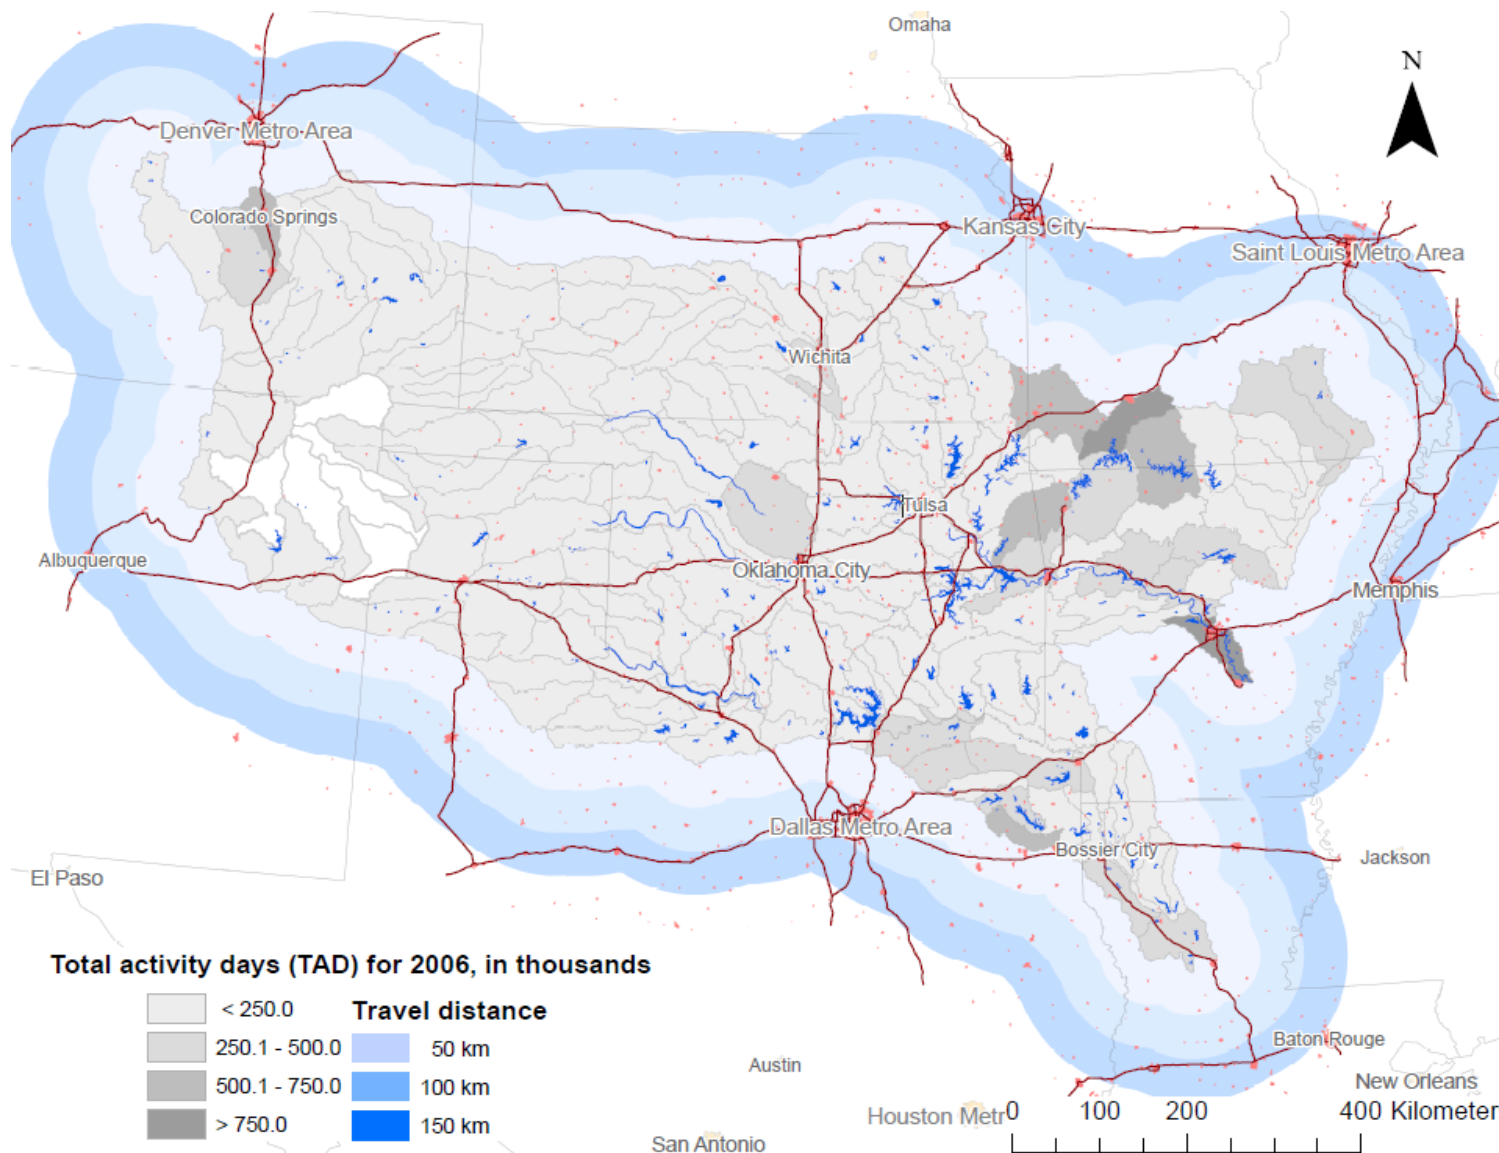 Omaha
N
Denver Metro Area
Colorado Springs
Kansas City
Saint Louis Metro Area
Wichita
Tulsa
Albuquerque
Oklahoma City
Memphis
Dallas Metro Area
Bossier City
Jackson
El Paso
Total activity days (TAD) for 2006, in thousands
< 250.0
250.1 - 500.0
500.1 - 750.0
> 750.0
Travel distance
50 km
100 km
150 km
Baton Rouge
Austin
New Orleans
Houston Metr
0 100 200 400 Kilometer
San Antonio